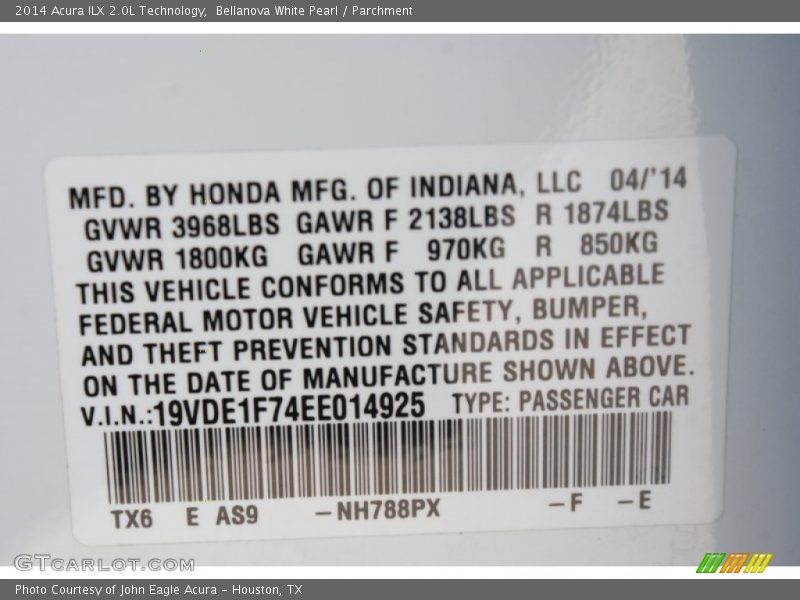 2014 Acura ILX 2.0L Technology, Bellanova White Pearl / Parchment
MFD. BY HONDA MFG. OF INDIANA, LLC 04/'14
GVWR 3968LBS GAWR F 2138LBS R 1874LBS
GVWR 1800KG GAWR F 970KG R 850KG
THIS VEHICLE CONFORMS TO ALL APPLICABLE
FEDERAL MOTOR VEHICLE SAFETY, BUMPER,
AND THEFT PREVENTION STANDARDS IN EFFECT
ON THE DATE OF MANUFACTURE SHOWN ABOVE.
V.I.N.:19VDE1F74EE014925 TYPE: PASSENGER CAR
TX6 E AS9 –NH788PX –F –E
GTCARLOT.COM
Photo Courtesy of John Eagle Acura – Houston, TX